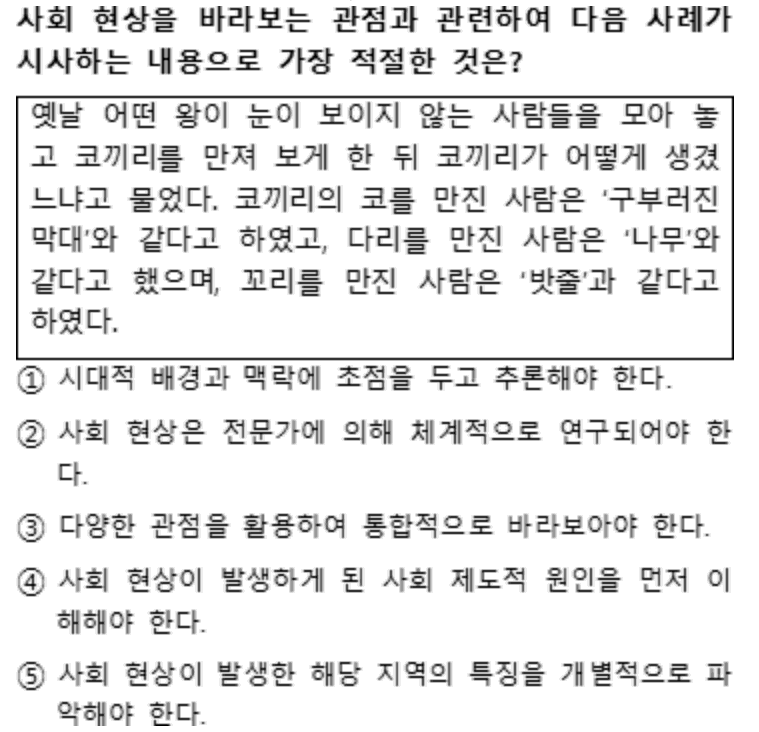 사회 현상을 바라보는 관점과 관련하여 다음 사례가
시사하는 내용으로 가장 적절한 것은?
옛날 어떤 왕이 눈이 보이지 않는 사람들을 모아 놓
고 코끼리를 만져 보게 한 뒤 코끼리가 어떻게 생겼
느냐고 물었다. 코끼리의 코를 만진 사람은 '구부러진
막대'와 같다고 하였고, 다리를 만진 사람은 '나무'와
같다고 했으며, 꼬리를 만진 사람은 '밧줄'과 같다고
하였다.
① 시대적 배경과 맥락에 초점을 두고 추론해야 한다.
② 사회 현상은 전문가에 의해 체계적으로 연구되어야 한
다.
③ 다양한 관점을 활용하여 통합적으로 바라보아야 한다.
④ 사회 현상이 발생하게 된 사회 제도적 원인을 먼저 이
해해야 한다.
⑤ 사회 현상이 발생한 해당 지역의 특징을 개별적으로 파
악해야 한다.